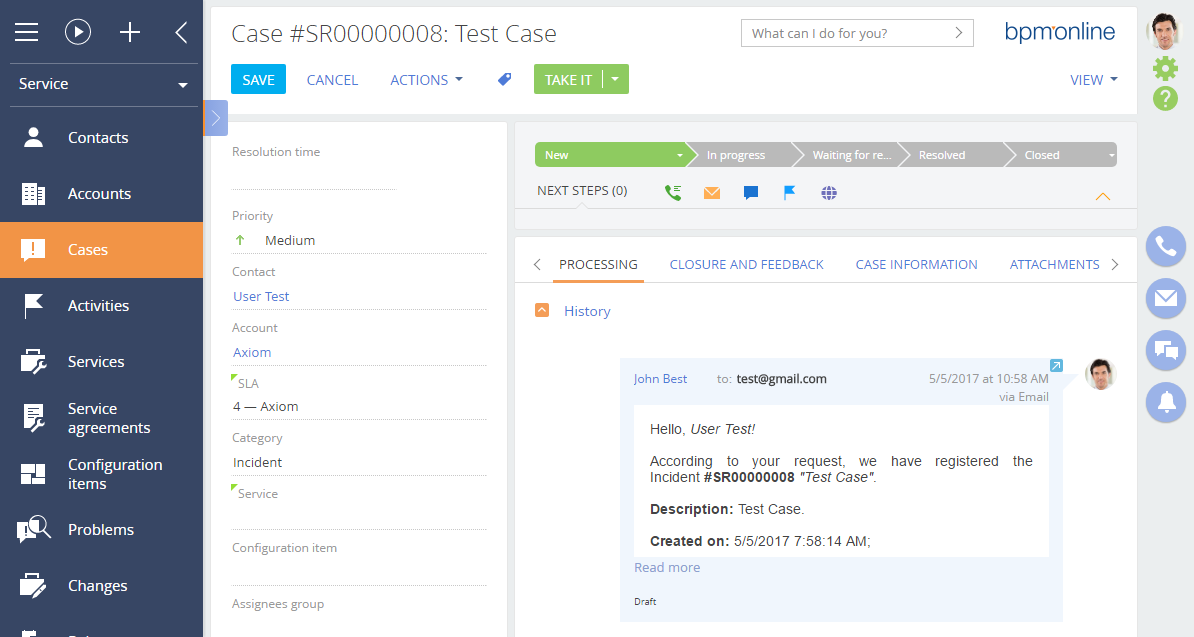 Service
Contacts
Accounts
Cases
Activities
Services
Service
agreements
Configuration
items
Problems
Changes
Case #SR00000008: Test Case
What can I do for you?
bpmonline
SAVE
CANCEL
ACTIONS
TAKE IT
VIEW
Resolution time
Priority
Medium
Contact
User Test
Account
Axiom
SLA
4 — Axiom
Category
Incident
Service
Configuration item
Assignees group
New
In progress
Waiting for re...
Resolved
Closed
NEXT STEPS (0)
PROCESSING
CLOSURE AND FEEDBACK
CASE INFORMATION
ATTACHMENTS
History
John Best to: test@gmail.com 5/5/2017 at 10:58 AM
via Email
Hello, User Test!
According to your request, we have registered the
Incident #SR00000008 "Test Case".
Description: Test Case.
Created on: 5/5/2017 7:58:14 AM;
Read more
Draft